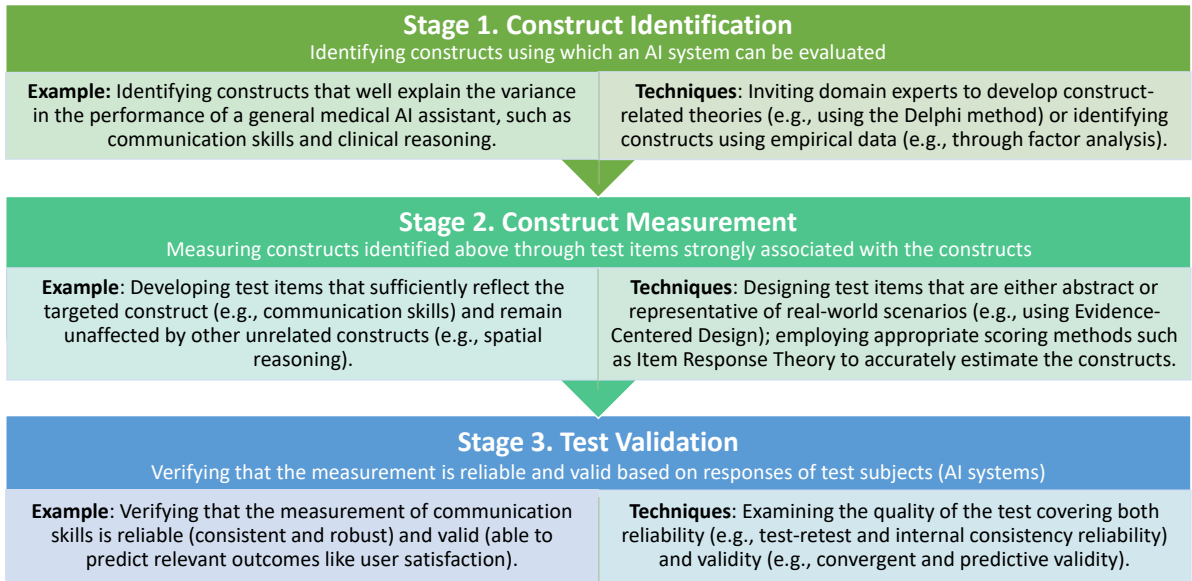 Stage 1. Construct Identification
Identifying constructs using which an AI system can be evaluated
Example: Identifying constructs that well explain the variance
in the performance of a general medical AI assistant, such as
communication skills and clinical reasoning.
Techniques: Inviting domain experts to develop construct-
related theories (e.g., using the Delphi method) or identifying
constructs using empirical data (e.g., through factor analysis).
Stage 2. Construct Measurement
Measuring constructs identified above through test items strongly associated with the constructs
Example: Developing test items that sufficiently reflect the
targeted construct (e.g., communication skills) and remain
unaffected by other unrelated constructs (e.g., spatial
reasoning).
Techniques: Designing test items that are either abstract or
representative of real-world scenarios (e.g., using Evidence-
Centered Design); employing appropriate scoring methods such
as Item Response Theory to accurately estimate the constructs.
Stage 3. Test Validation
Verifying that the measurement is reliable and valid based on responses of test subjects (AI systems)
Example: Verifying that the measurement of communication
skills is reliable (consistent and robust) and valid (able to
predict relevant outcomes like user satisfaction).
Techniques: Examining the quality of the test covering both
reliability (e.g., test-retest and internal consistency reliability)
and validity (e.g., convergent and predictive validity).